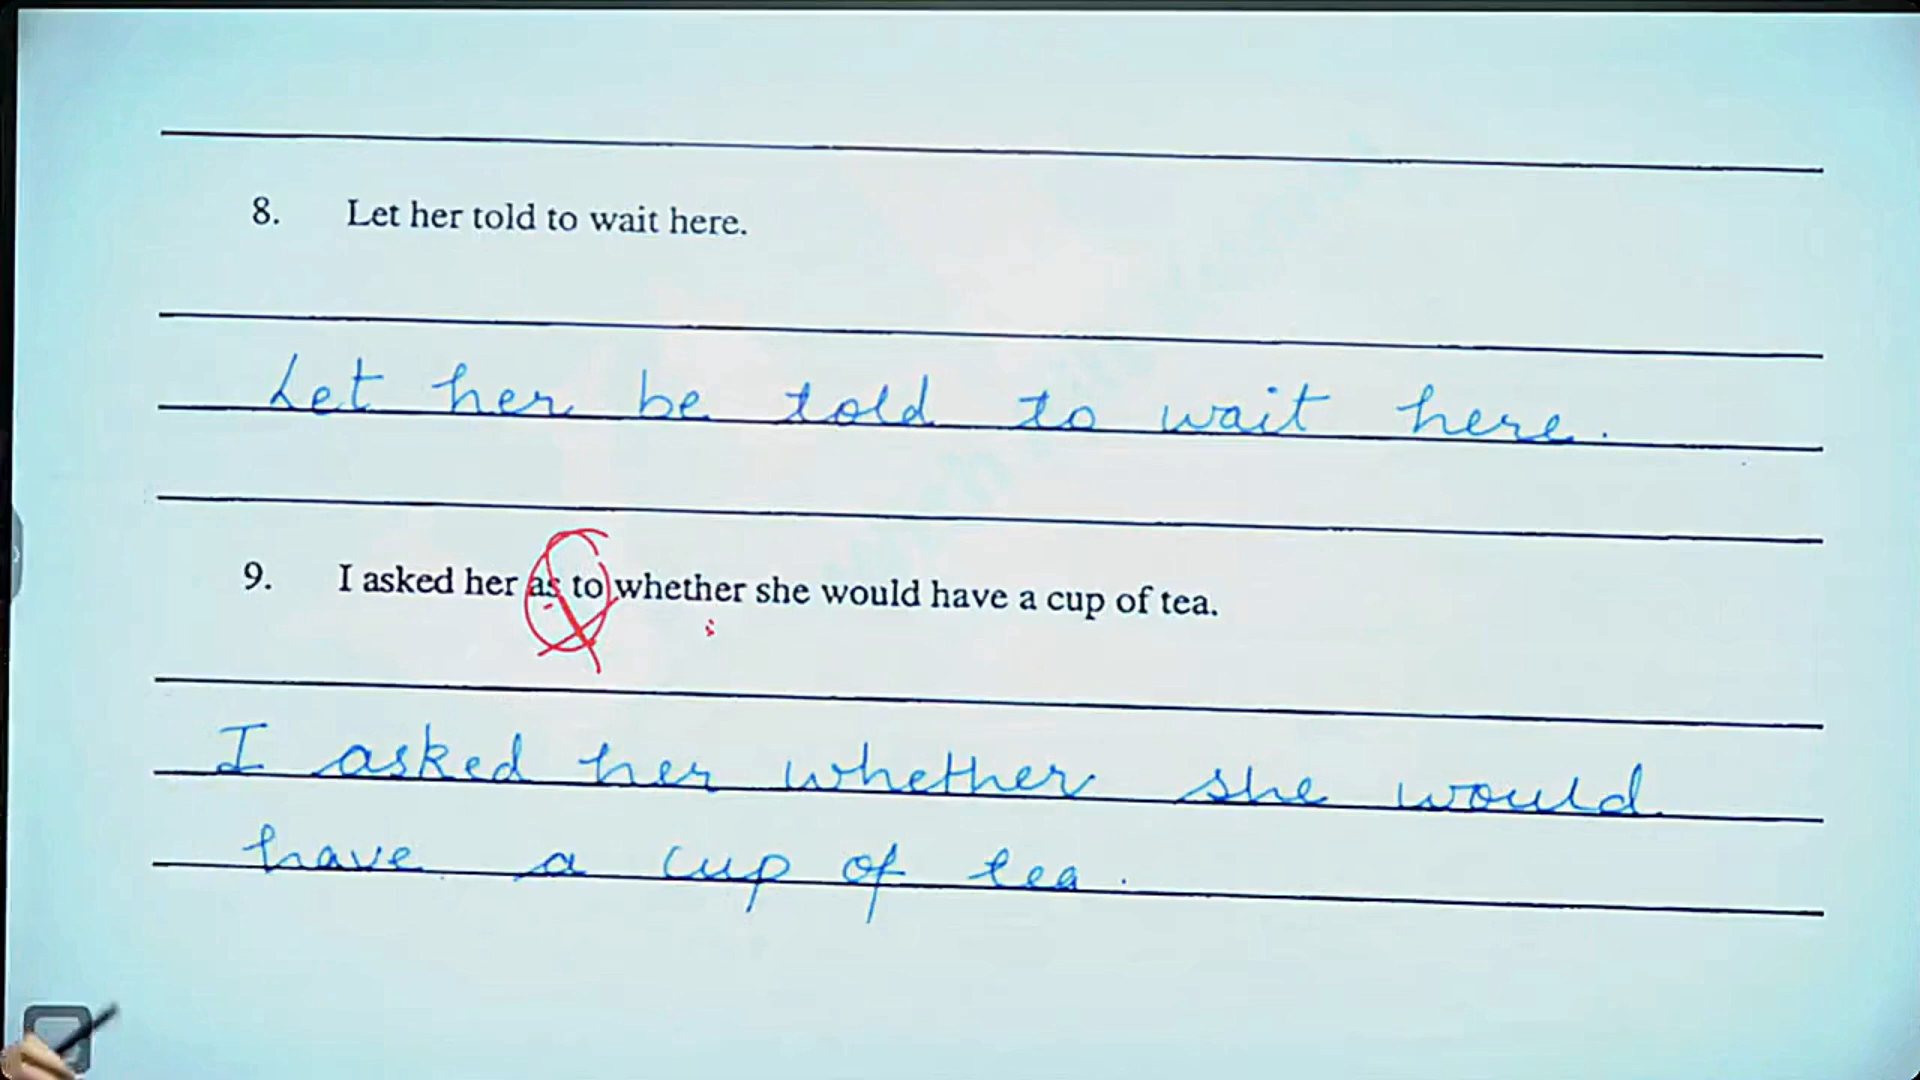 8. Let her told to wait here.
Let her be told to wait here.
9. I asked her as to whether she would have a cup of tea.
I asked her whether she would
have a cup of tea.